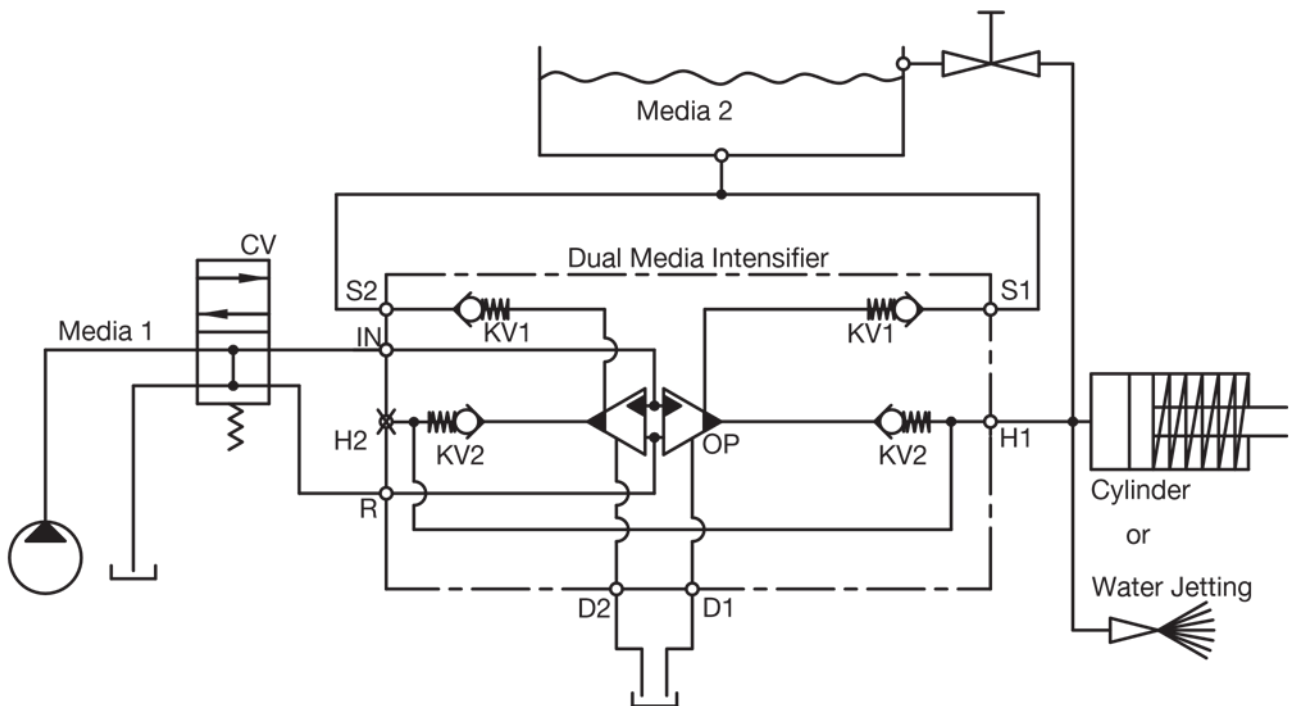 Media 2
CV
Dual Media Intensifier
S2
S1
Media 1
IN
KV1
KV1
H2
KV2
OP
KV2
H1
R
Cylinder
or
Water Jetting
D2
D1